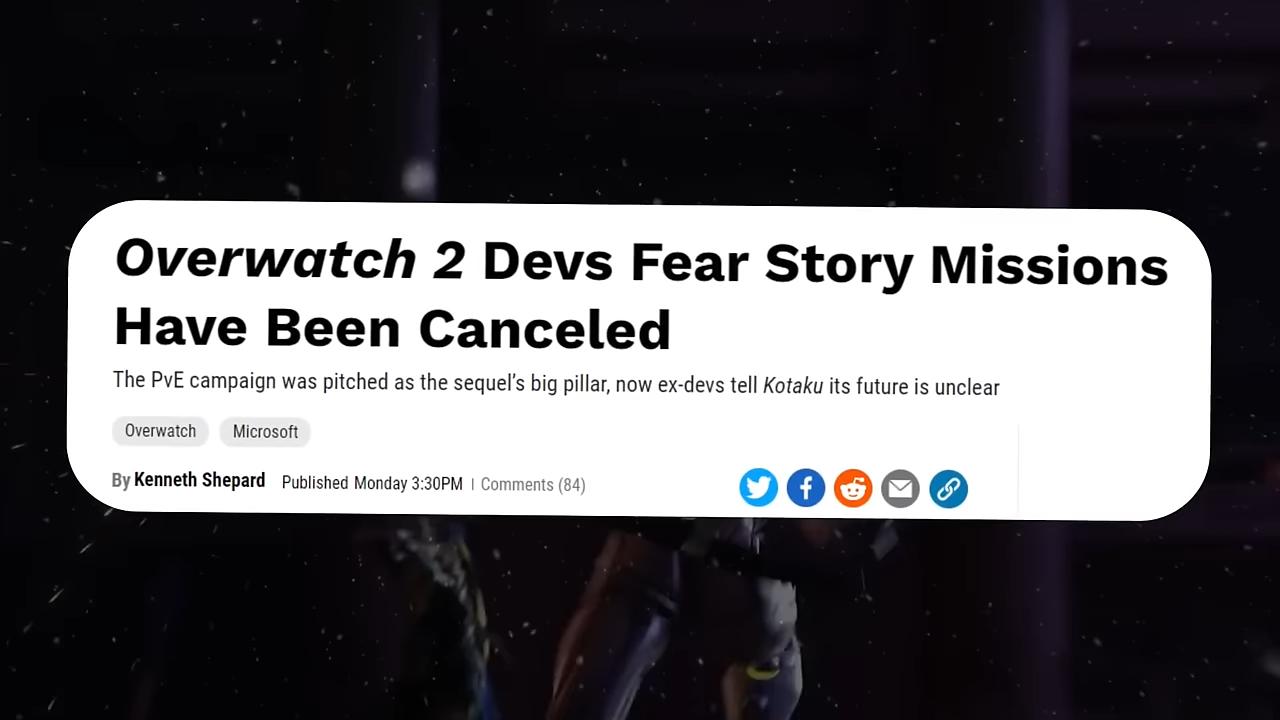 Overwatch 2 Devs Fear Story Missions
Have Been Canceled
The PvE campaign was pitched as the sequel’s big pillar, now ex-devs tell Kotaku its future is unclear
Overwatch Microsoft
By Kenneth Shepard Published Monday 3:30PM | Comments (84)